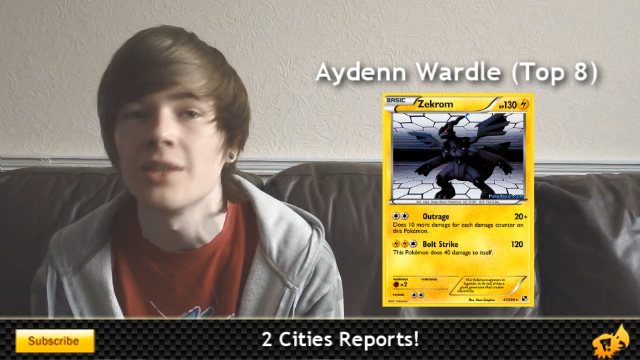 Aydenn Wardle (Top 8)
BASIC Zekrom HP130
Outrage 20+
Does 10 more damage for each damage counter on
this Pokémon.
Bolt Strike 120
This Pokémon does 40 damage to itself.
×2
Subscribe
2 Cities Reports!